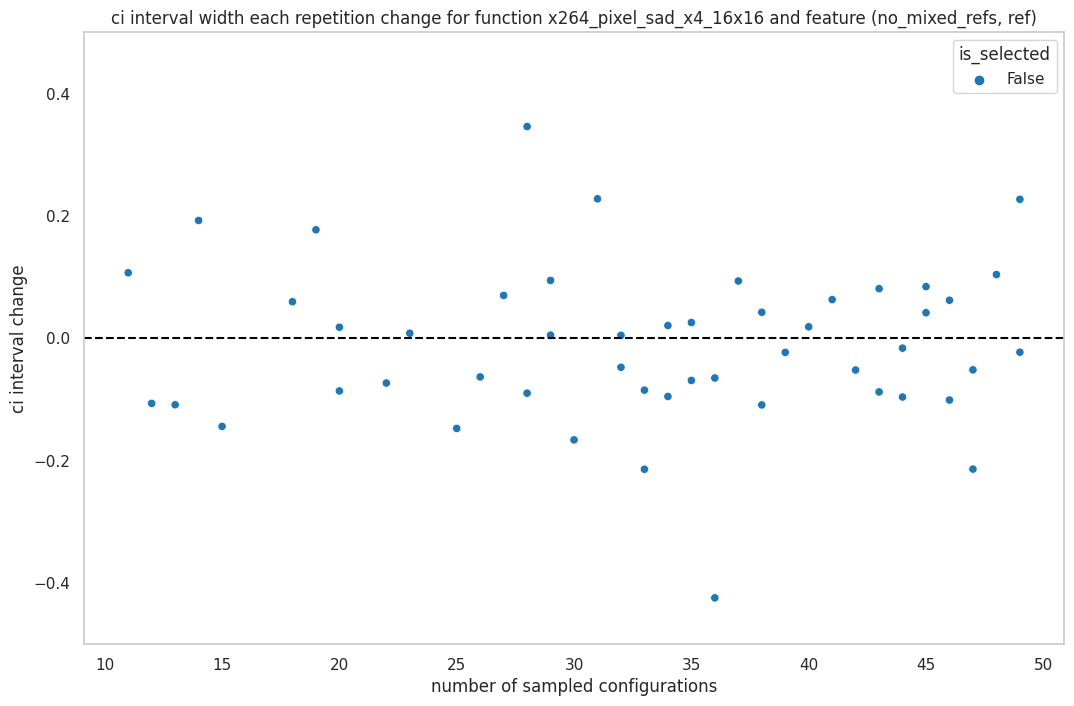 ci interval width each repetition change for function x264_pixel_sad_x4_16x16 and feature (no_mixed_refs, ref)
is_selected
False
ci interval change
0.4
0.2
0.0
−0.2
−0.4
10 15 20 25 30 35 40 45 50
number of sampled configurations